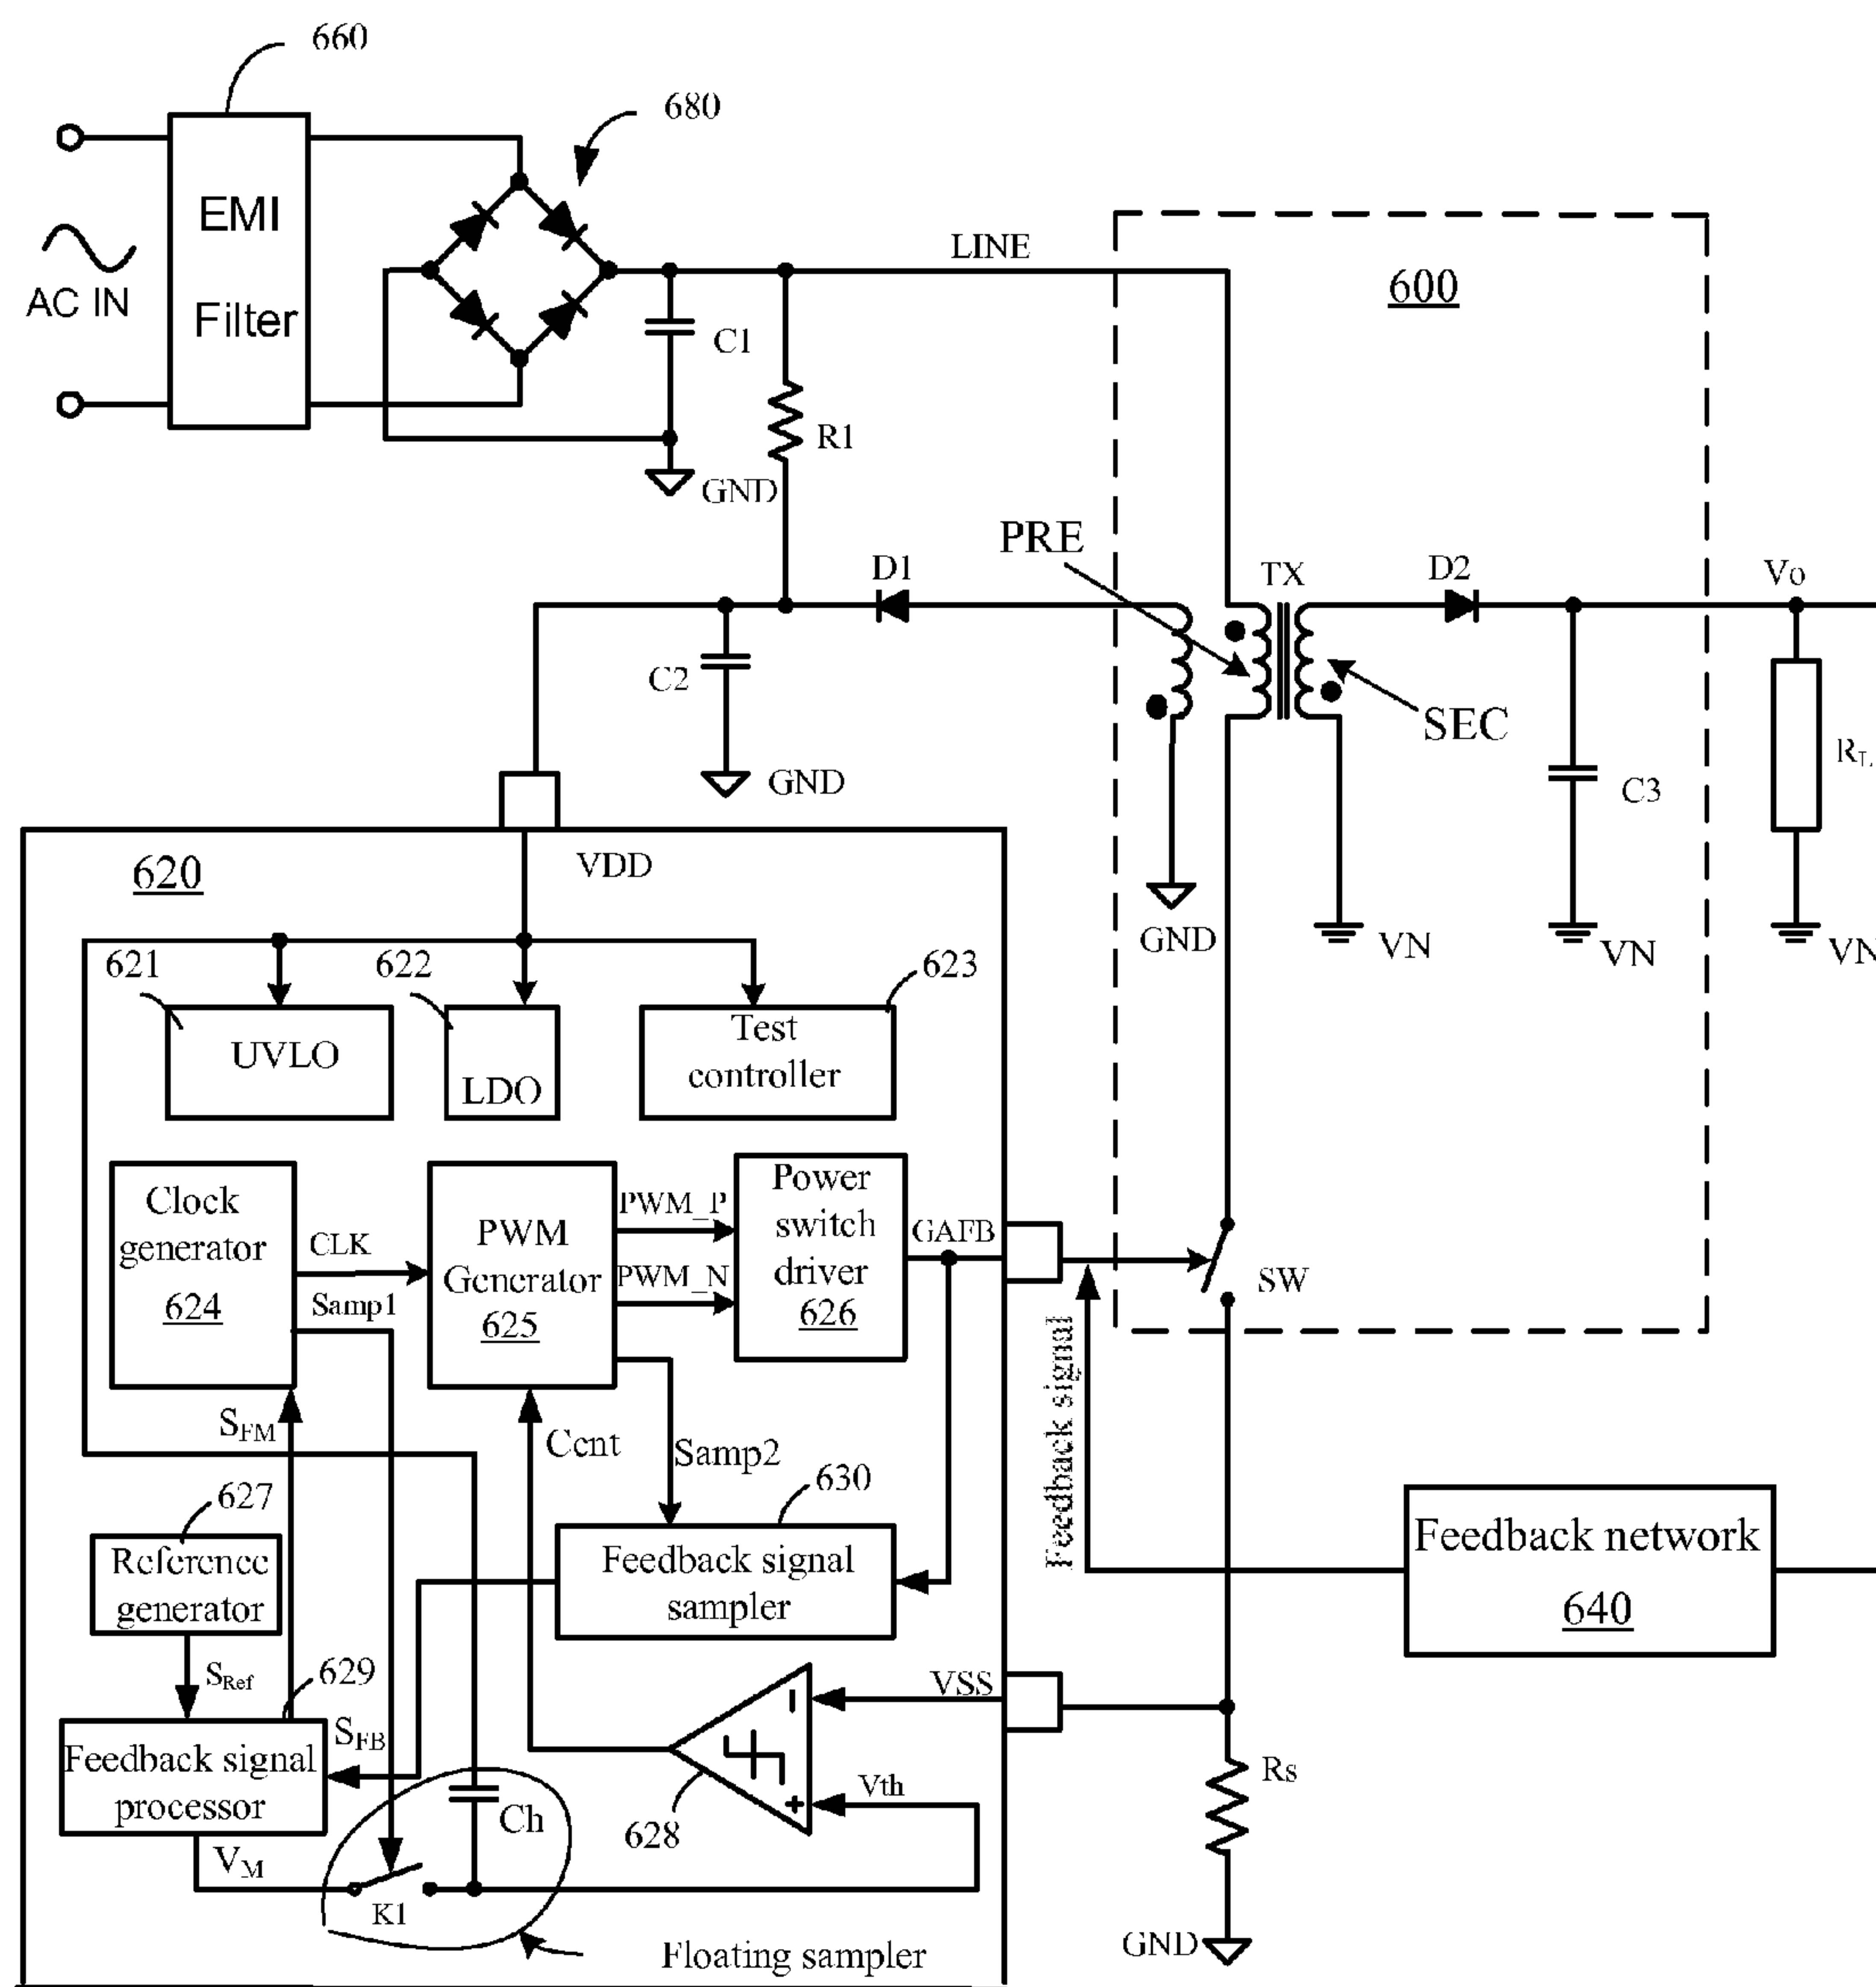 660
680
EMI
Filter
AC IN
LINE
600
C1
R1
GND
PRE
D1
TX
D2
Vo
C2
SEC
RL
GND
C3
620
VDD
GND
VN
VN
VN
621
622
623
UVLO
LDO
Test
controller
Clock
generator
624
CLK
Samp1
PWM
Generator
625
PWM_P
PWM_N
Power
switch
driver
626
GAFB
SW
Feedback signal
SFM
Ccnt
Samp2
627
630
Reference
generator
Feedback signal
sampler
Feedback network
640
SRef
629
SFB
VSS
Feedback signal
processor
Vth
Rs
Ch
628
VM
K1
GND
Floating sampler